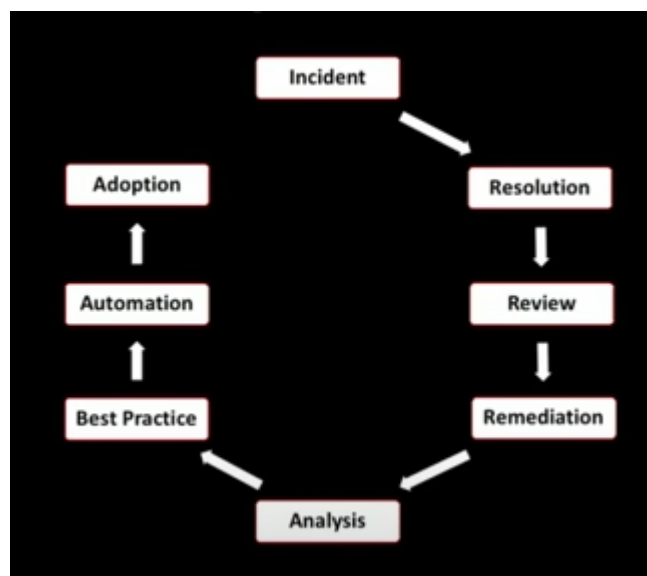 Incident
Resolution
Review
Remediation
Analysis
Best Practice
Automation
Adoption